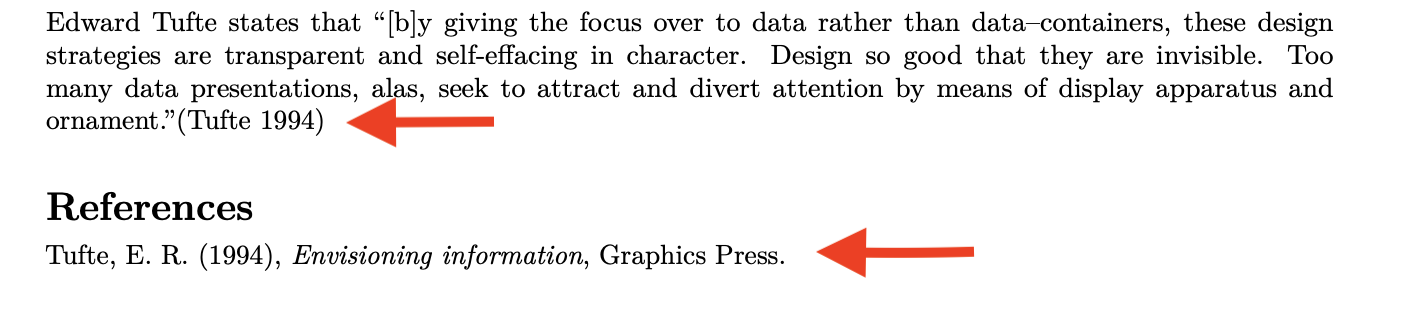 Edward Tufte states that “[b]y giving the focus over to data rather than data–containers, these design
strategies are transparent and self-effacing in character. Design so good that they are invisible. Too
many data presentations, alas, seek to attract and divert attention by means of display apparatus and
ornament.”(Tufte 1994)
References
Tufte, E. R. (1994), Envisioning information, Graphics Press.